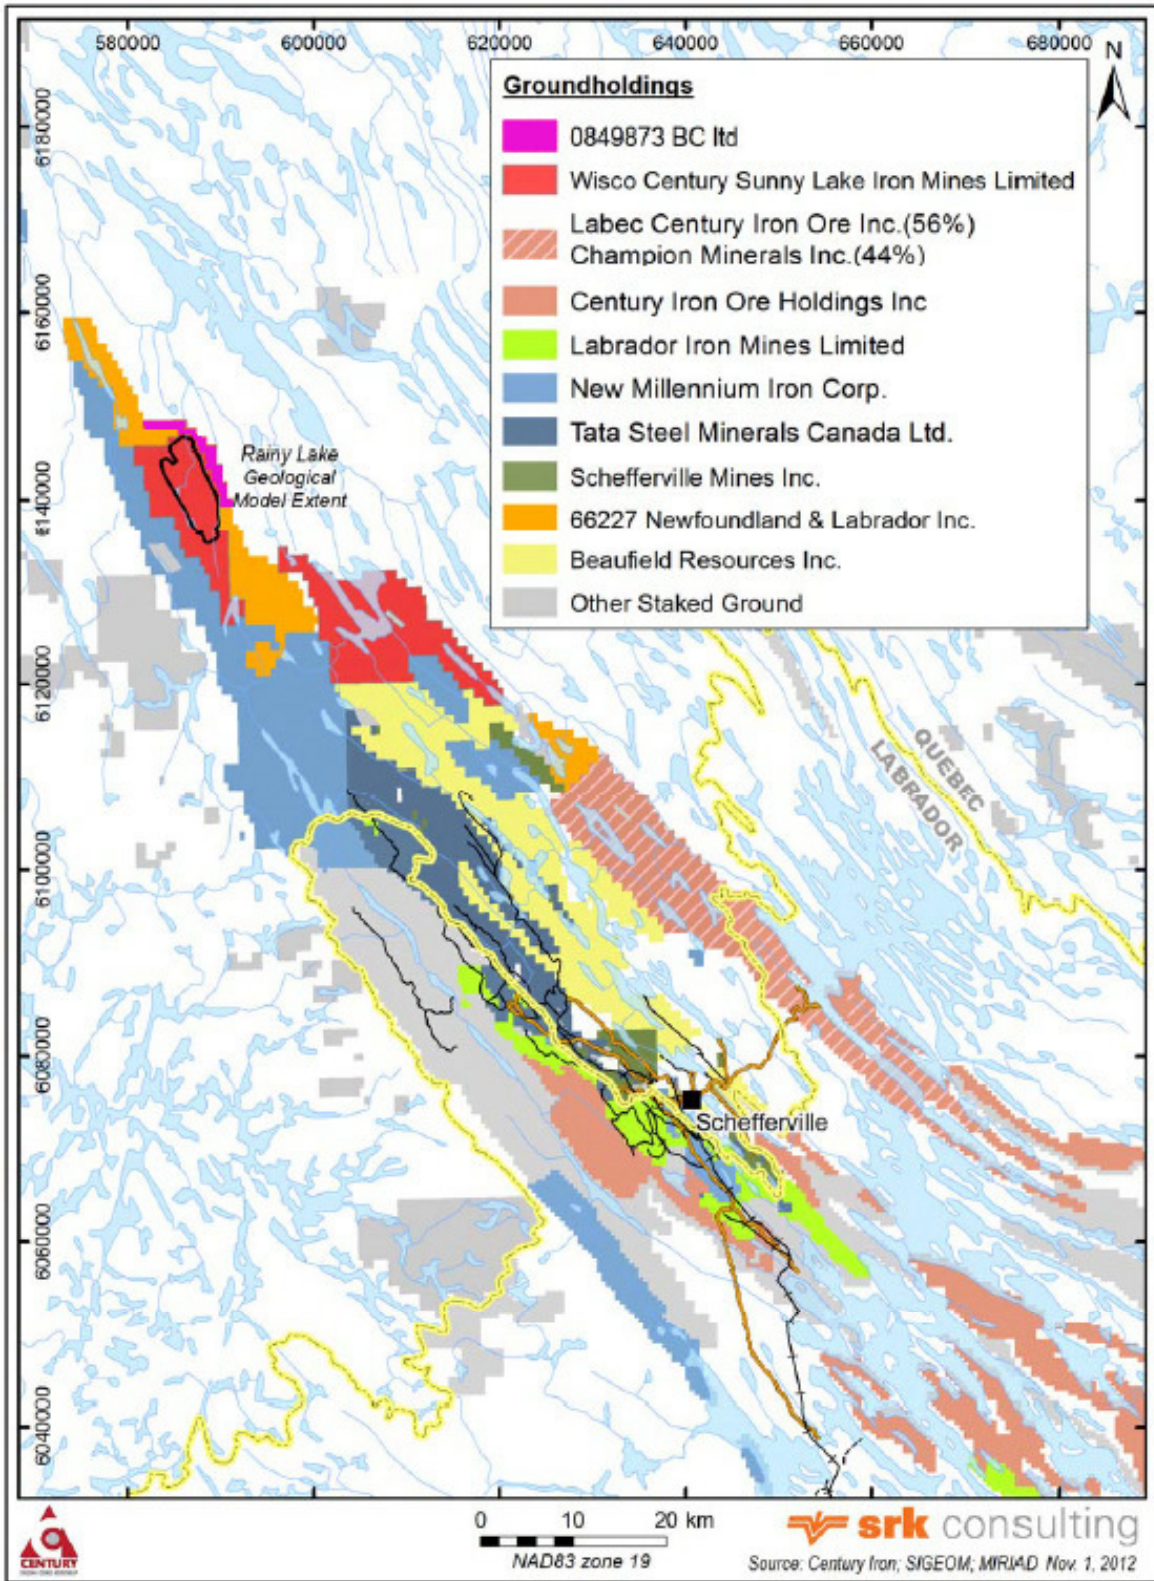 580000 600000 620000 640000 660000 680000
N
Groundholdings
0849873 BC ltd
Wisco Century Sunny Lake Iron Mines Limited
Labec Century Iron Ore Inc.(56%)
Champion Minerals Inc.(44%)
Century Iron Ore Holdings Inc
Labrador Iron Mines Limited
New Millennium Iron Corp.
Tata Steel Minerals Canada Ltd.
Schefferville Mines Inc.
66227 Newfoundland & Labrador Inc.
Beaufield Resources Inc.
Other Staked Ground
6180000
6160000
6140000
6120000
6100000
6080000
6060000
6040000
Rainy Lake
Geological
Model Extent
QUEBEC
LABRADOR
Schefferville
CENTURY
0 10 20 km
NAD83 zone 19
srk consulting
Source: Century Iron; SIGEOM; MIRIAD Nov. 1, 2012